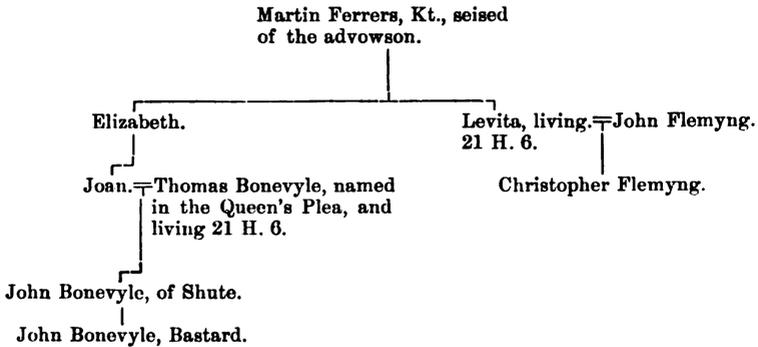 Martin Ferrers, Kt., seised
of the advowson.
Elizabeth.
Levita, living.=John Flemyng.
21 H. 6.
Joan.=Thomas Bonevyle, named
in the Queen's Plea, and
living 21 H. 6.
Christopher Flemyng.
John Bonevyle, of Shute.
John Bonevyle, Bastard.